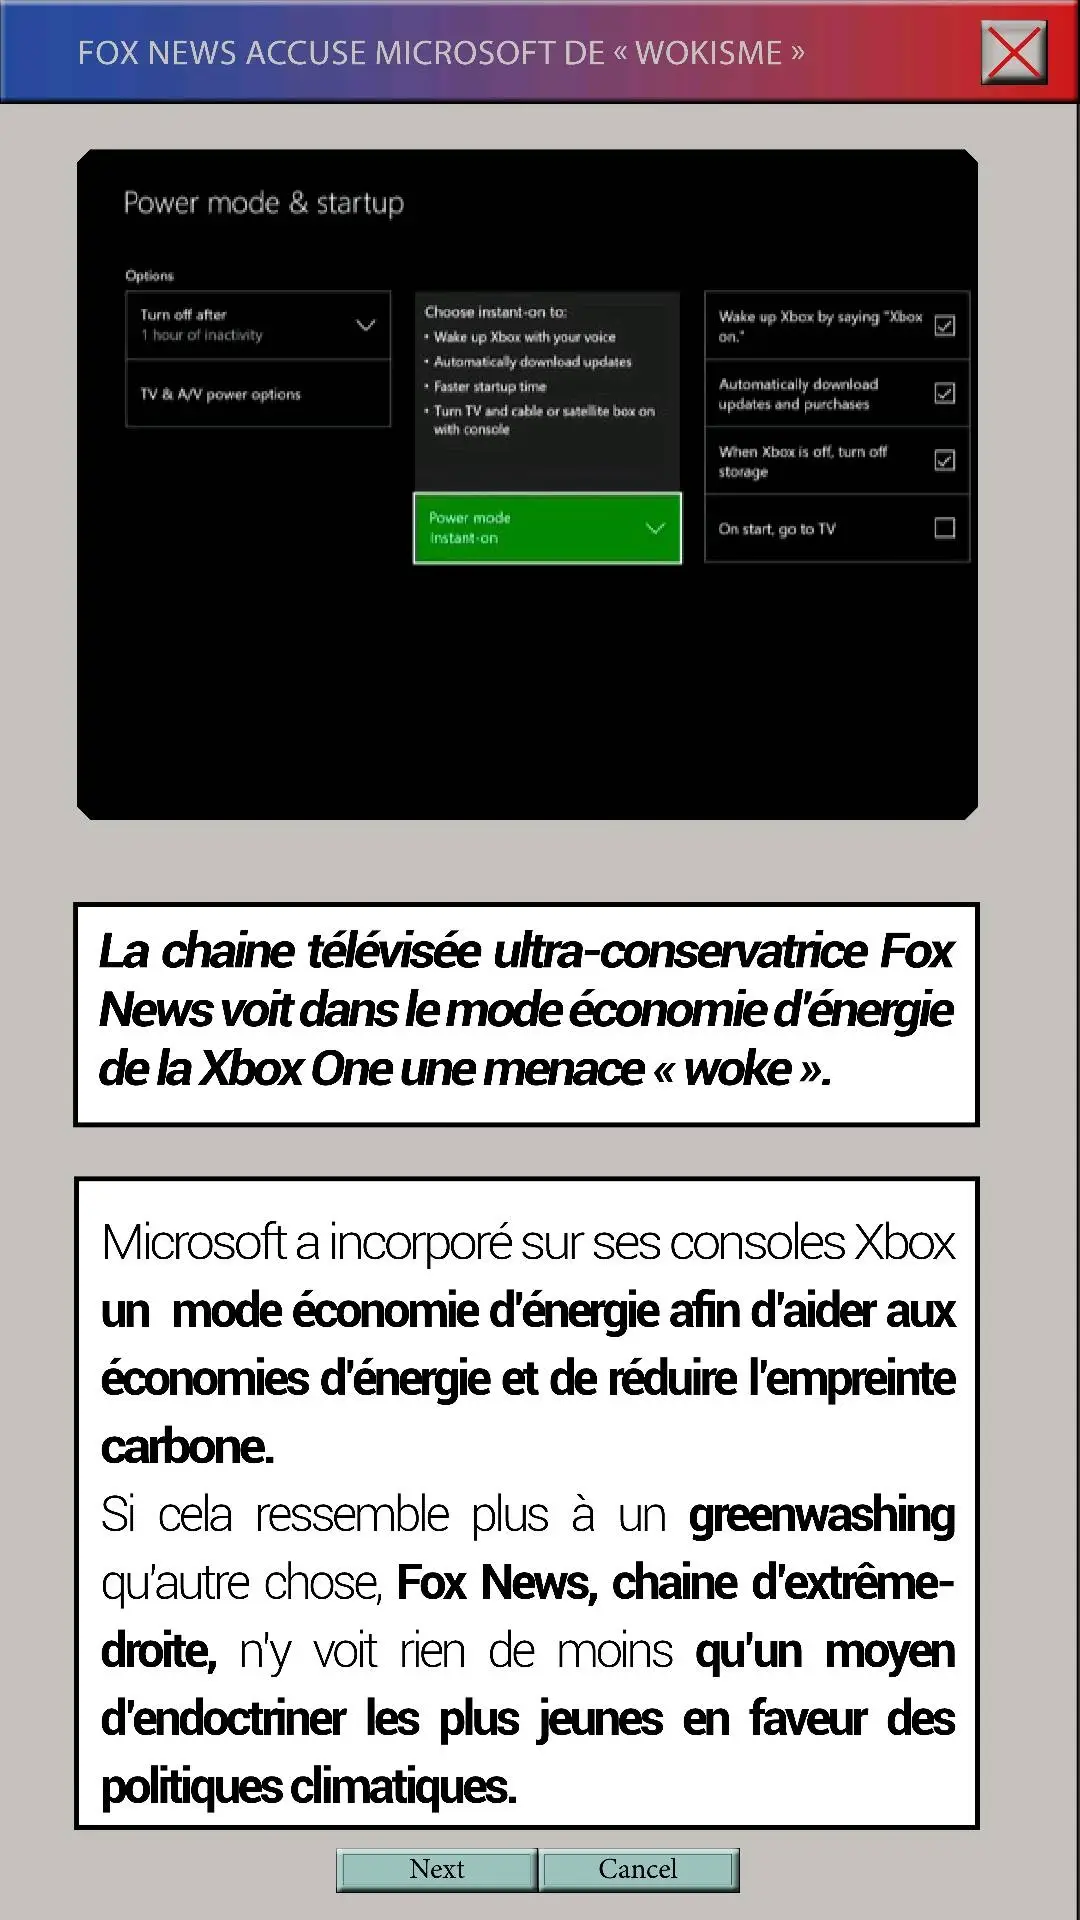 FOX NEWS ACCUSE MICROSOFT DE « WOKISME »
Power mode & startup
Options
Turn off after
1 hour of inactivity
TV & A/V power options
Choose instant-on to:
• Wake up Xbox with your voice
• Automatically download updates
• Faster startup time
• Turn TV and cable or satellite box on
with console
Power mode
Instant-on
Wake up Xbox by saying "Xbox
on."
Automatically download
updates and purchases
When Xbox is off, turn off
storage
On start, go to TV
La chaine télévisée ultra-conservatrice Fox
News voit dans le mode économie d'énergie
de la Xbox One une menace « woke ».
Microsoft a incorporé sur ses consoles Xbox
un mode économie d'énergie afin d'aider aux
économies d'énergie et de réduire l'empreinte
carbone.
Si cela ressemble plus à un greenwashing
qu'autre chose, Fox News, chaine d'extrême-
droite, n'y voit rien de moins qu'un moyen
d'endoctriner les plus jeunes en faveur des
politiques climatiques.
Next
Cancel